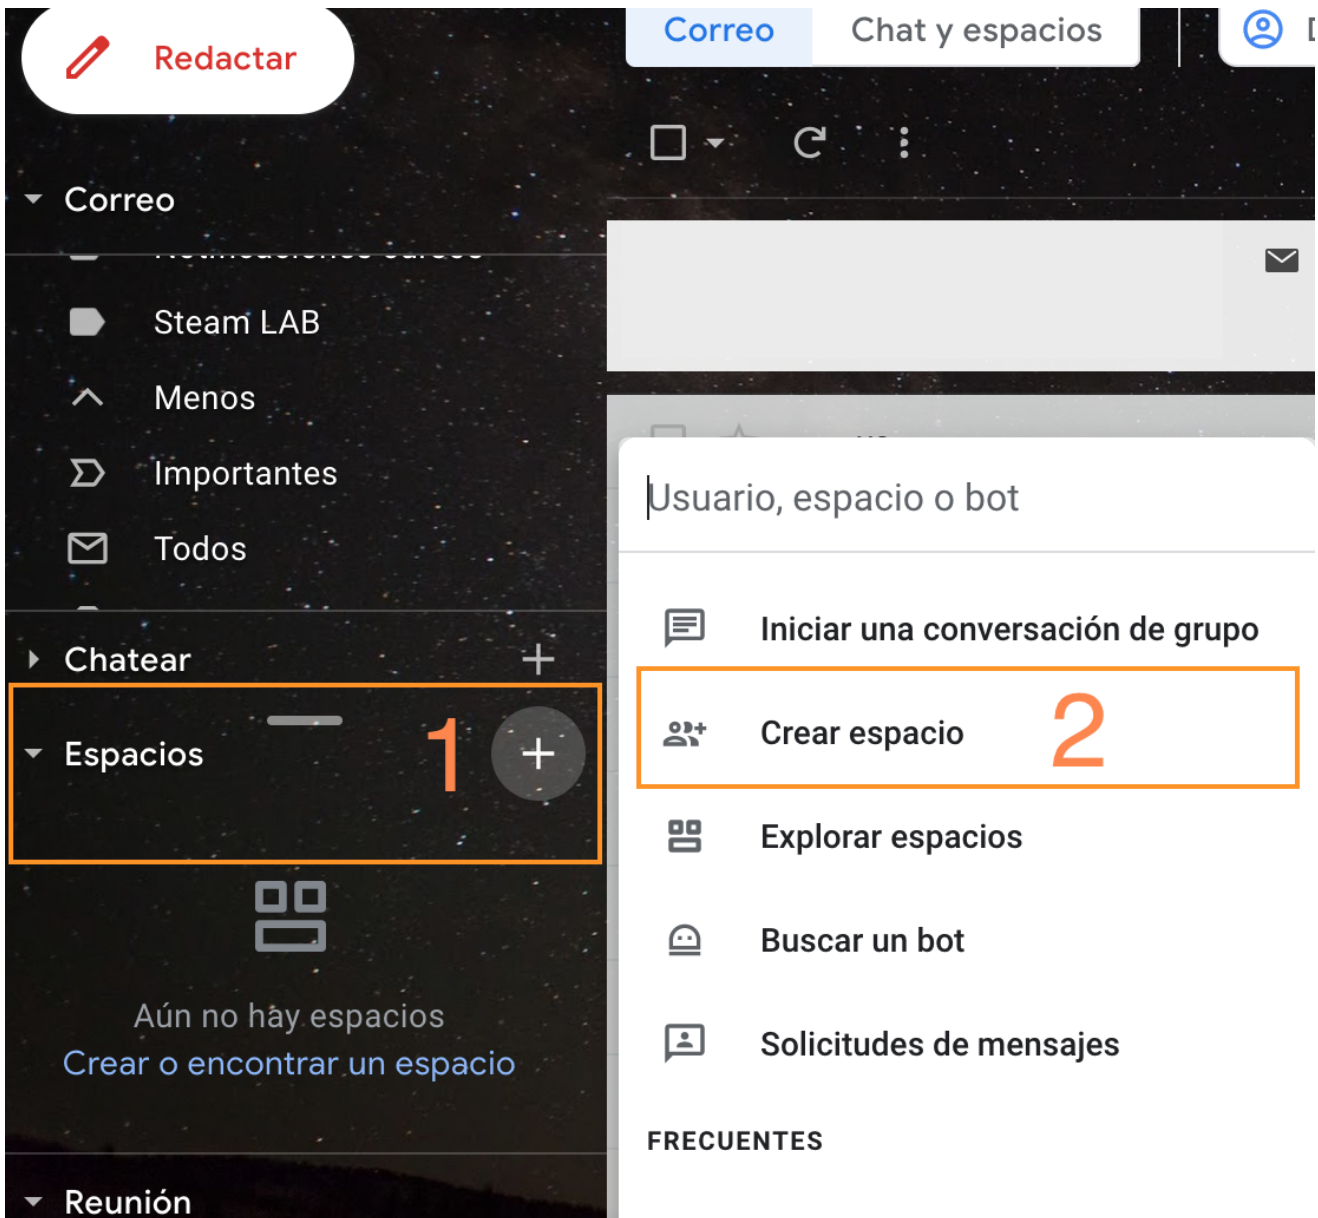 Redactar
Correo
Chat y espacios
Correo
Steam LAB
Menos
Importantes
Todos
Chatear
Espacios
1
Aún no hay espacios
Crear o encontrar un espacio
Reunión
Usuario, espacio o bot
Iniciar una conversación de grupo
Crear espacio
2
Explorar espacios
Buscar un bot
Solicitudes de mensajes
FRECUENTES